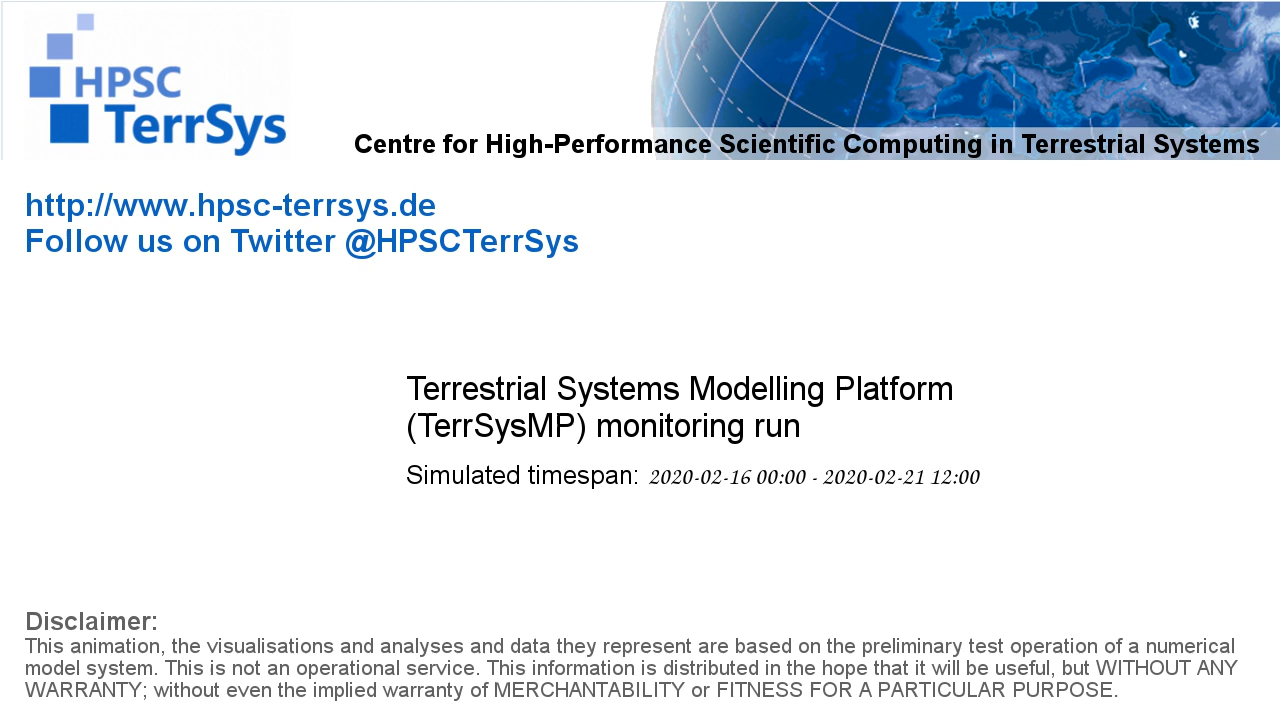 HPSC
TerrSys
Centre for High-Performance Scientific Computing in Terrestrial Systems
http://www.hpsc-terrsys.de
Follow us on Twitter @HPSCTerrSys
Terrestrial Systems Modelling Platform
(TerrSysMP) monitoring run
Simulated timespan: 2020-02-16 00:00 - 2020-02-21 12:00
Disclaimer:
This animation, the visualisations and analyses and data they represent are based on the preliminary test operation of a numerical
model system. This is not an operational service. This information is distributed in the hope that it will be useful, but WITHOUT ANY
WARRANTY; without even the implied warranty of MERCHANTABILITY or FITNESS FOR A PARTICULAR PURPOSE.